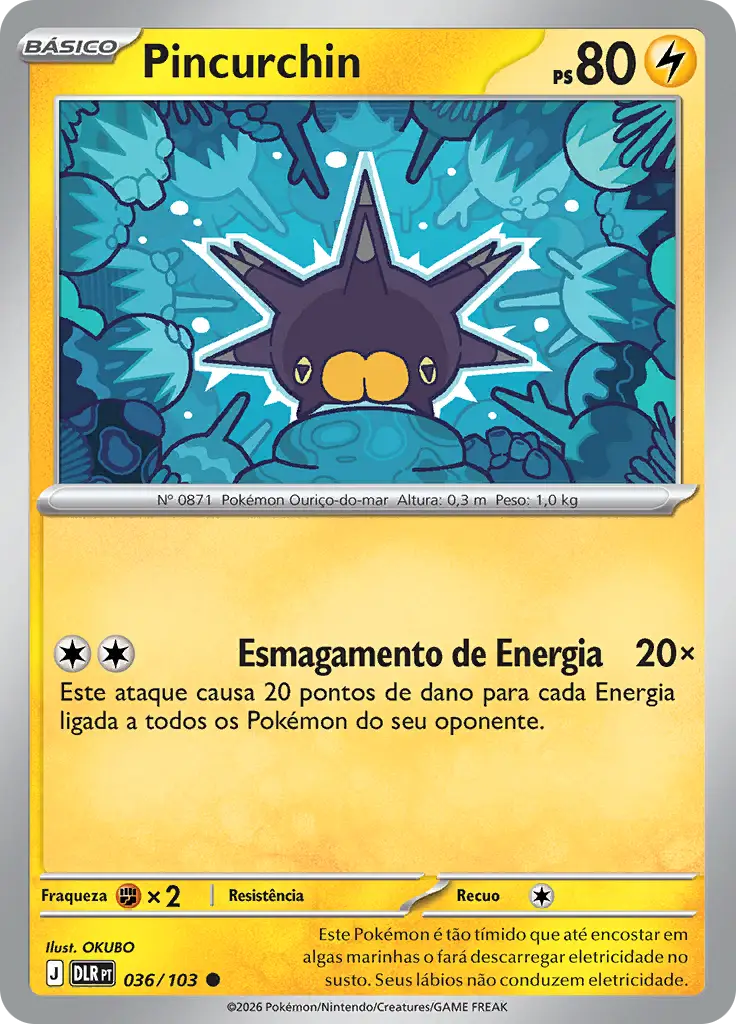 BÁSICO
Pincurchin
PS 80
Nº 0871 Pokémon Ouriço-do-mar Altura: 0,3 m Peso: 1,0 kg
Esmagamento de Energia 20×
Este ataque causa 20 pontos de dano para cada Energia
ligada a todos os Pokémon do seu oponente.
Fraqueza ×2 Resistência Recuo
Este Pokémon é tão tímido que até encostar em
algas marinhas o fará descarregar eletricidade no
susto. Seus lábios não conduzem eletricidade.
Ilust. OKUBO
J DLR PT 036/103
©2026 Pokémon/Nintendo/Creatures/GAME FREAK